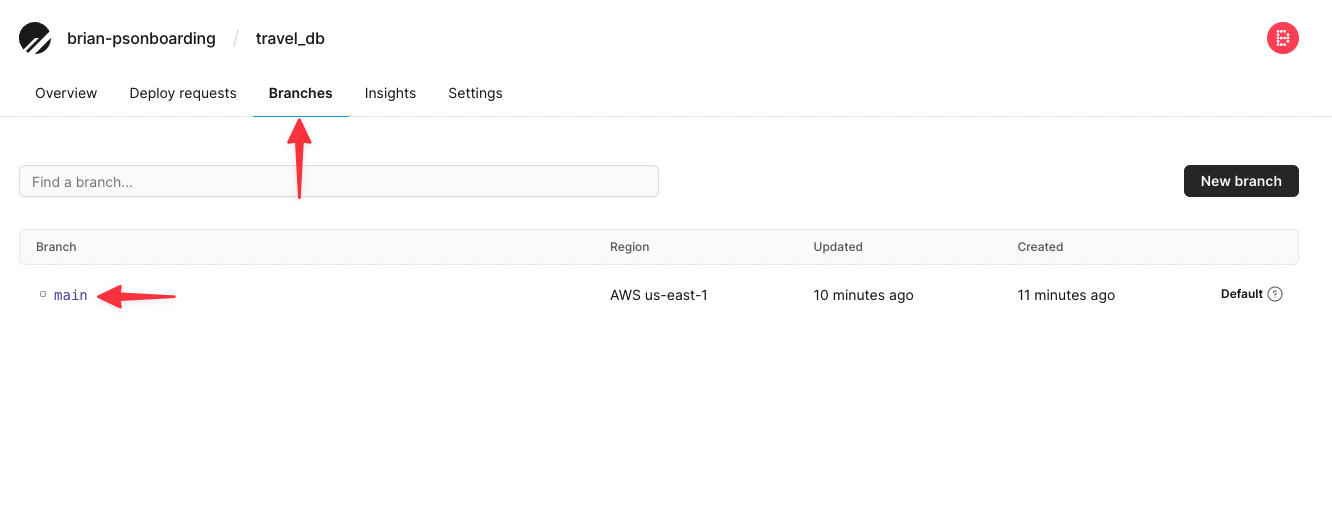 brian-psonboarding / travel_db
Overview Deploy requests Branches Insights Settings
Find a branch...
New branch
Branch Region Updated Created
main AWS us-east-1 10 minutes ago 11 minutes ago Default ?